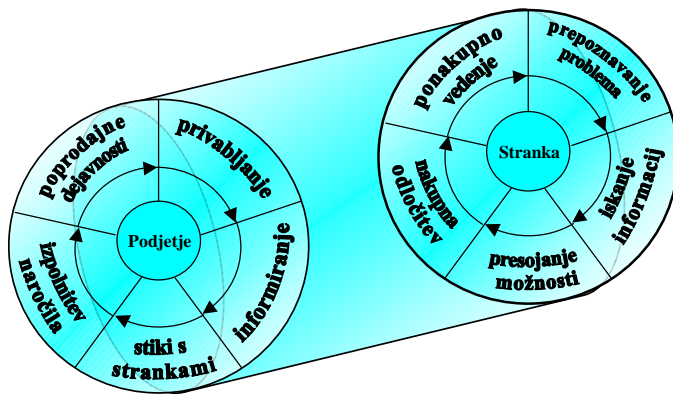 Podjetje
privabljanje
informiranje
stiki s
strankami
izpolnitev
naročila
poprodajne
dejavnosti
Stranka
prepoznavanje
problema
iskanje
informacij
presojanje
možnosti
nakupna
odločitev
ponakupno
vedenje